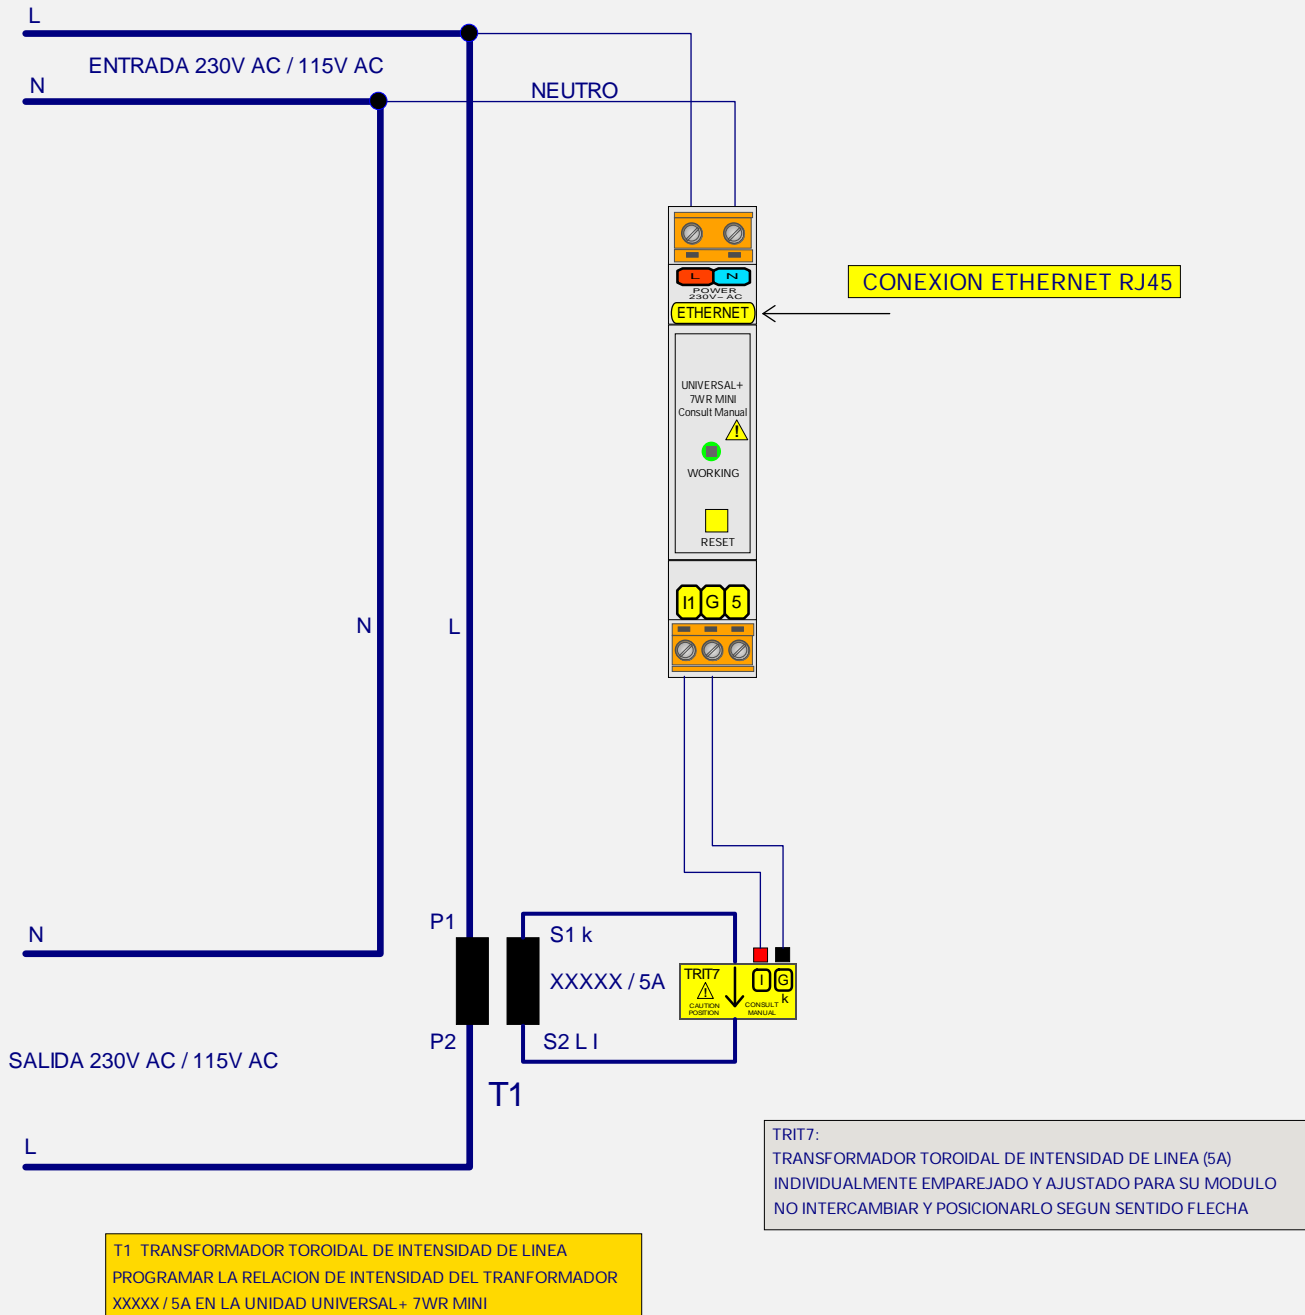 L
ENTRADA 230V AC / 115V AC
N
NEUTRO
L N
POWER
230V~ AC
ETHERNET
CONEXION ETHERNET RJ45
UNIVERSAL+
7WR MINI
Consult Manual
WORKING
RESET
I1 G 5
N
L
N
P1
S1 k
XXXXX / 5A
P2
S2 L I
TRIT7
CAUTION
POSITION
I G
k
CONSULT
MANUAL
SALIDA 230V AC / 115V AC
T1
L
TRIT7:
TRANSFORMADOR TOROIDAL DE INTENSIDAD DE LINEA (5A)
INDIVIDUALMENTE EMPAREJADO Y AJUSTADO PARA SU MODULO
NO INTERCAMBIAR Y POSICIONARLO SEGUN SENTIDO FLECHA
T1 TRANSFORMADOR TOROIDAL DE INTENSIDAD DE LINEA
PROGRAMAR LA RELACION DE INTENSIDAD DEL TRANFORMADOR
XXXXX / 5A EN LA UNIDAD UNIVERSAL+ 7WR MINI